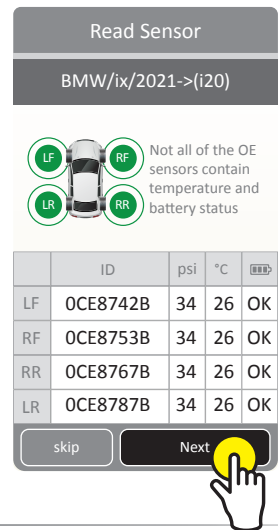 Read Sensor
BMW/ix/2021->(i20)
LF RF
LR RR
Not all of the OE
sensors contain
temperature and
battery status
ID psi °C
LF 0CE8742B 34 26 OK
RF 0CE8753B 34 26 OK
RR 0CE8767B 34 26 OK
LR 0CE8787B 34 26 OK
skip Next